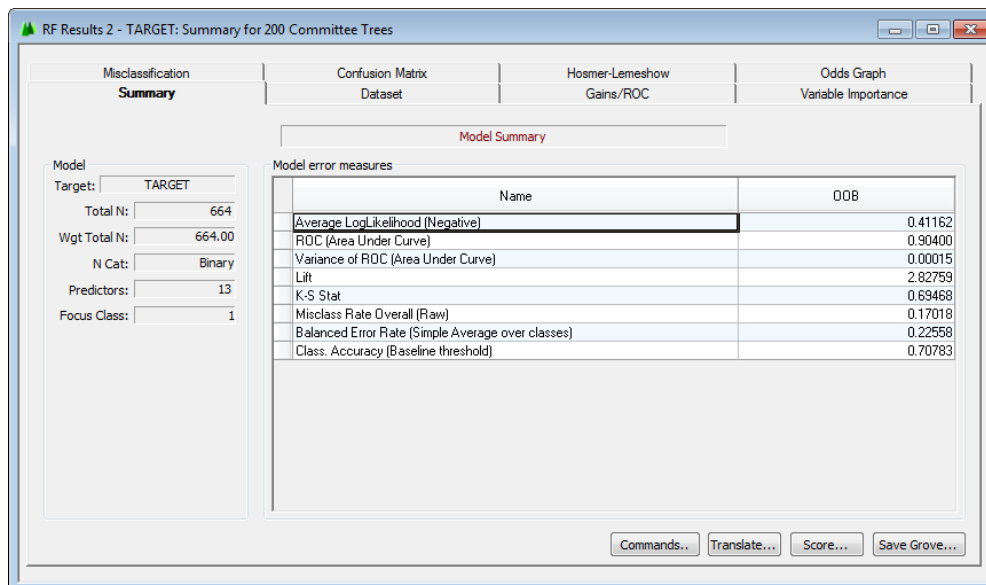 RF Results 2 - TARGET: Summary for 200 Committee Trees
Misclassification Confusion Matrix Hosmer-Lemeshow Odds Graph
Summary Dataset Gains/ROC Variable Importance
Model Summary
Model
Target: TARGET
Total N: 664
Wgt Total N: 664.00
N Cat: Binary
Predictors: 13
Focus Class: 1
Model error measures
Name OOB
Average LogLikelihood (Negative) 0.41162
ROC (Area Under Curve) 0.90400
Variance of ROC (Area Under Curve) 0.00015
Lift 2.82759
K-S Stat 0.69468
Misclass Rate Overall (Raw) 0.17018
Balanced Error Rate (Simple Average over classes) 0.22558
Class. Accuracy (Baseline threshold) 0.70783
Commands.. Translate... Score... Save Grove...